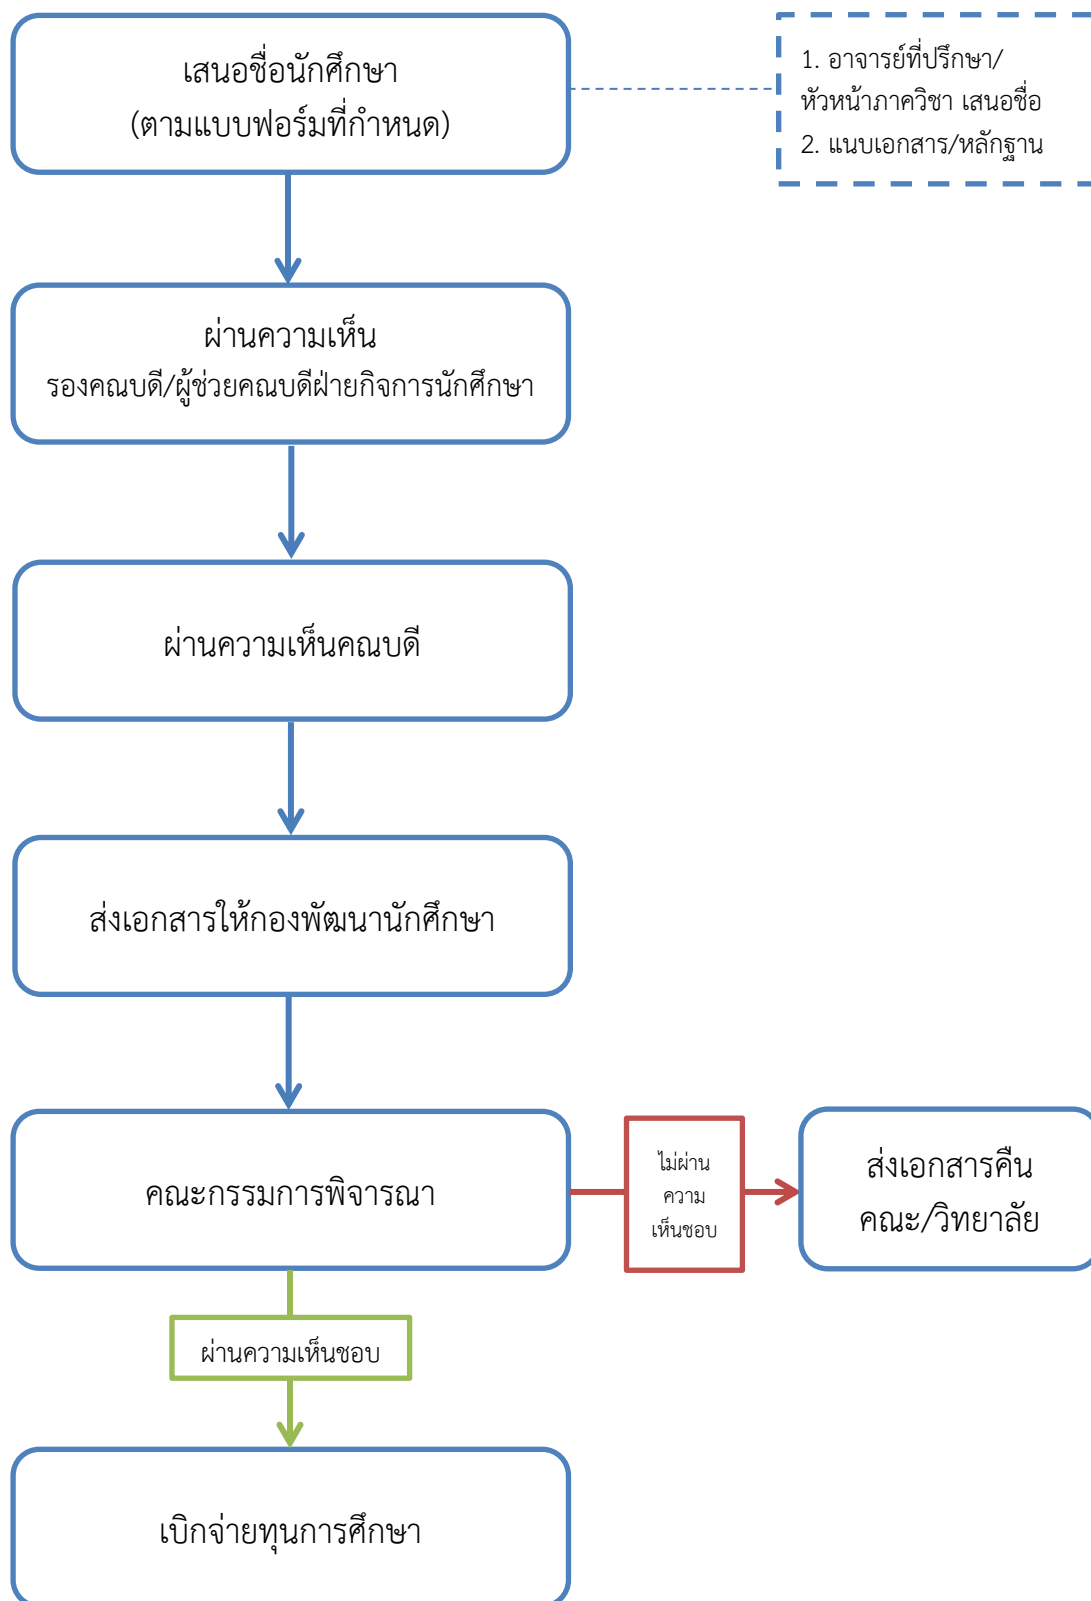 เสนอชื่อนักศึกษา
(ตามแบบฟอร์มที่กำหนด)
1. อาจารย์ที่ปรึกษา/
หัวหน้าภาควิชา เสนอชื่อ
2. แนบเอกสาร/หลักฐาน
ผ่านความเห็น
รองคณบดี/ผู้ช่วยคณบดีฝ่ายกิจการนักศึกษา
ผ่านความเห็นคณบดี
ส่งเอกสารให้กองพัฒนานักศึกษา
คณะกรรมการพิจารณา
ไม่ผ่าน
ความ
เห็นชอบ
ส่งเอกสารคืน
คณะ/วิทยาลัย
ผ่านความเห็นชอบ
เบิกจ่ายทุนการศึกษา